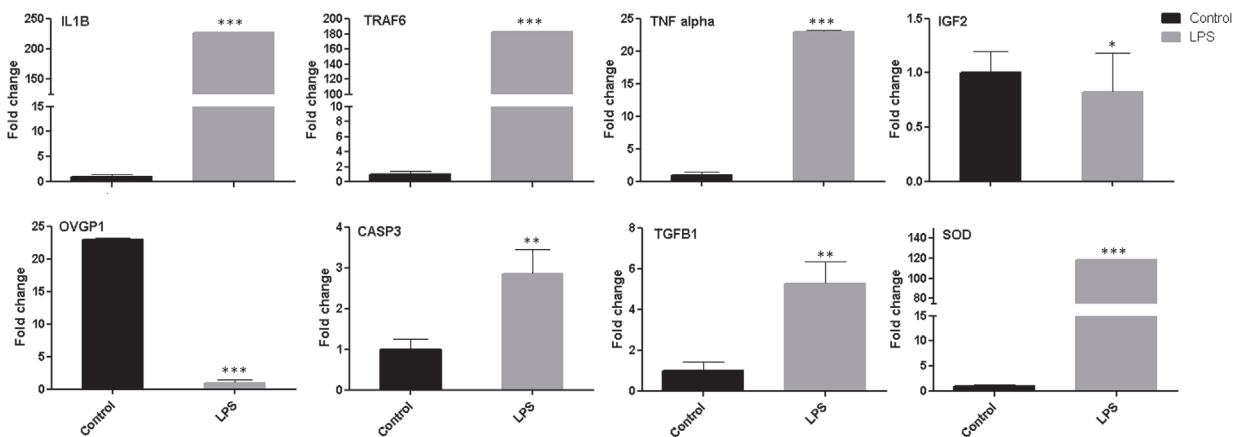 IL1B
***
Fold change
250
200
150
100
50
15
10
5
0
TRAF6
***
Fold change
200
180
160
140
120
100
10
8
6
4
2
0
TNF alpha
***
Fold change
25
20
15
10
5
0
IGF2
*
Fold change
1.5
1.0
0.5
0.0
Control
LPS
OVGP1
***
Fold change
25
20
15
10
5
0
Control
LPS
CASP3
**
Fold change
4
3
2
1
0
Control
LPS
TGFB1
**
Fold change
8
6
4
2
0
Control
LPS
SOD
***
Fold change
140
120
100
80
60
15
10
5
0
Control
LPS